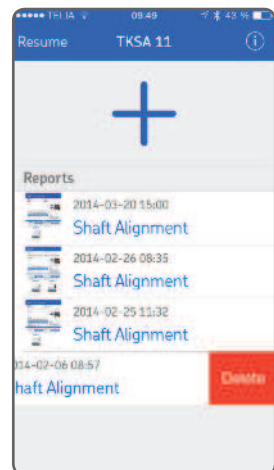 TELIA 09:49 43 %
Resume TKSA 11
Reports
2014-03-20 15:00
Shaft Alignment
2014-02-26 08:35
Shaft Alignment
2014-02-25 11:32
Shaft Alignment
014-02-06 08:57
haft Alignment Delete